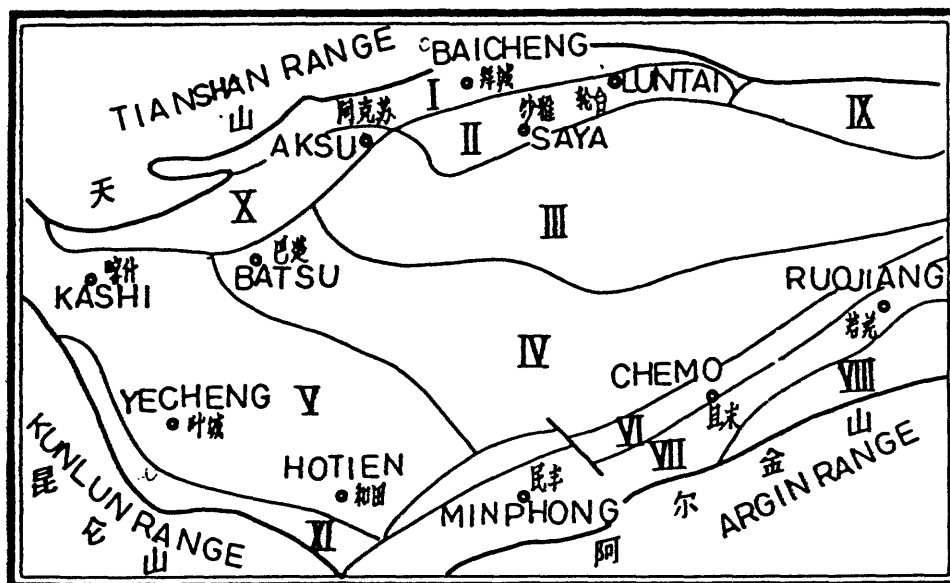 TIANSHAN RANGE
天
山
BAICHENG
拜城
I
LUNTAI
轮台
IX
AKSU
阿克苏
II
沙雅
SAYA
X
III
巴楚
BATSU
喀什
KASHI
RUOJIANG
若羌
IV
CHEMO
且末
VIII
YECHENG
叶城
V
VI
VII
HOTIEN
和田
民丰
MINPHONG
XI
KUNLUN RANGE
昆
仑
山
ARGIN RANGE
阿
尔
金
山